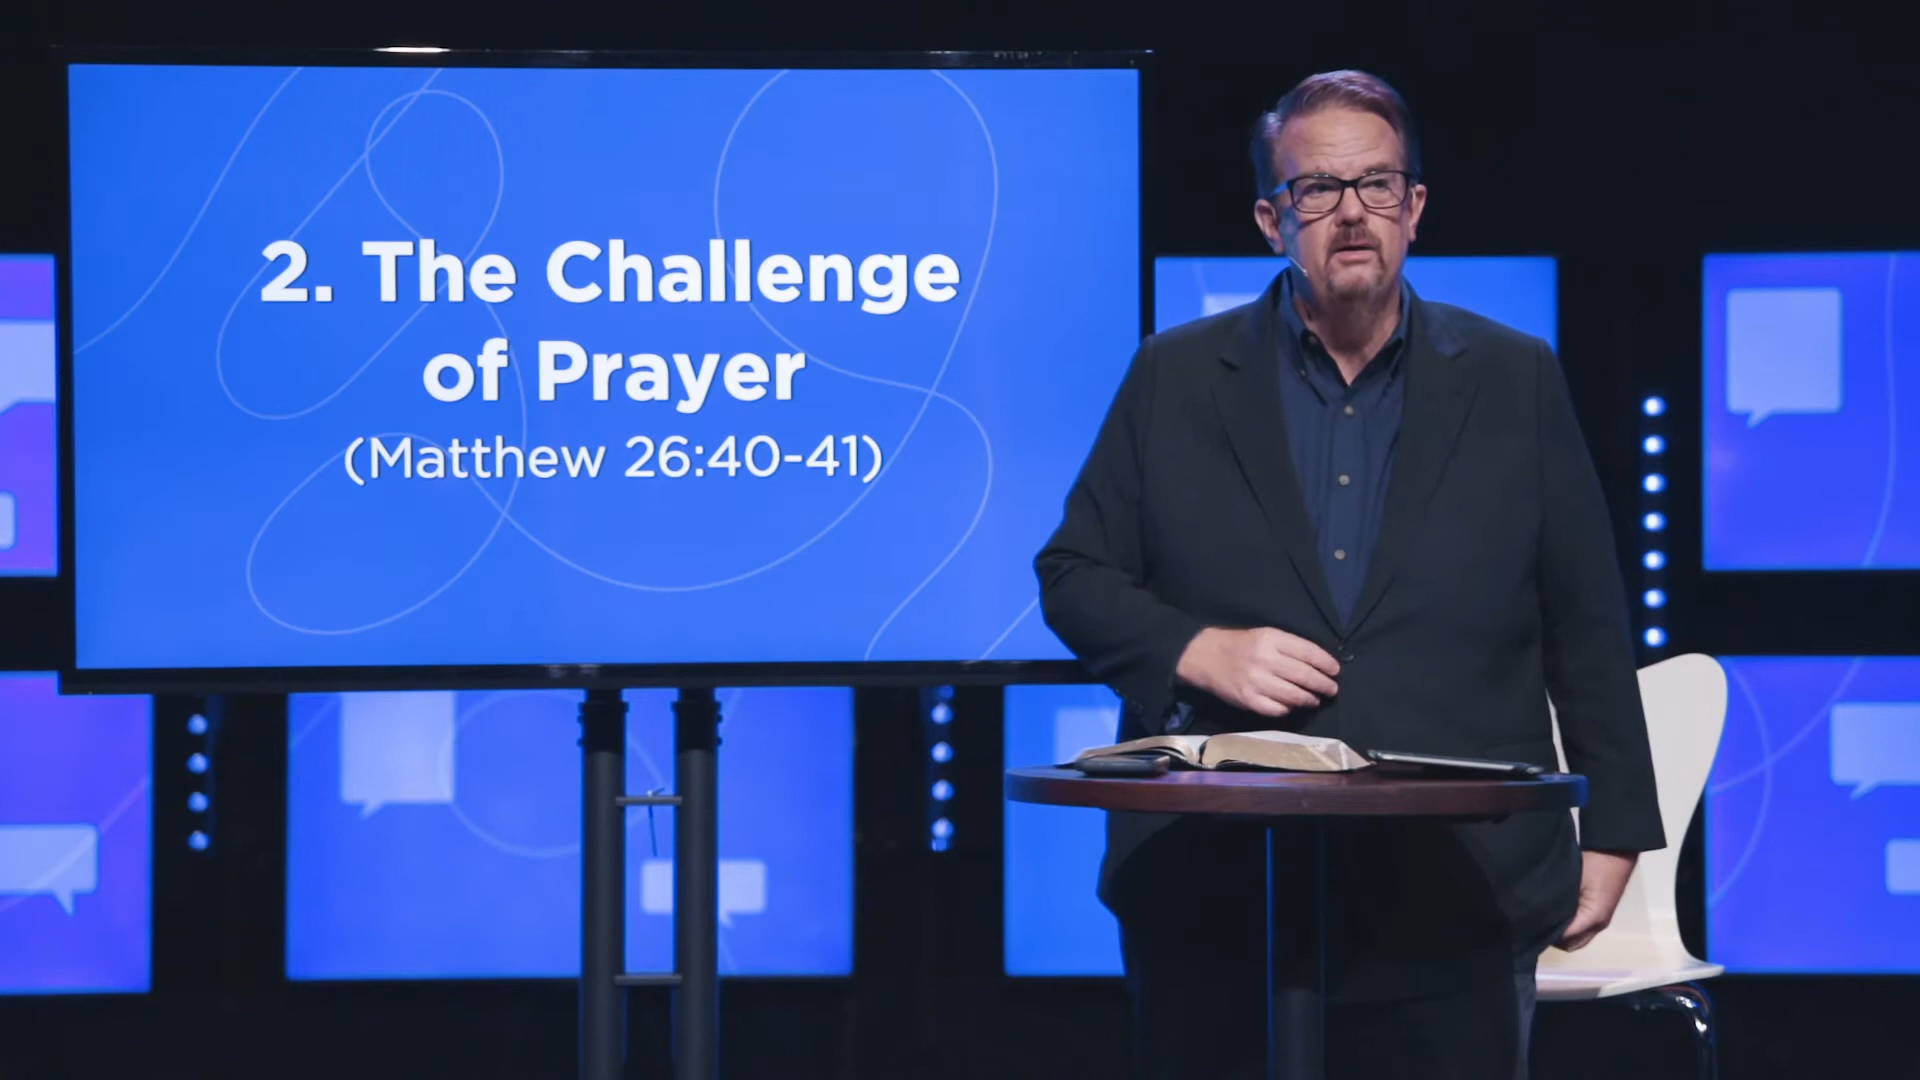 2. The Challenge
of Prayer
(Matthew 26:40-41)